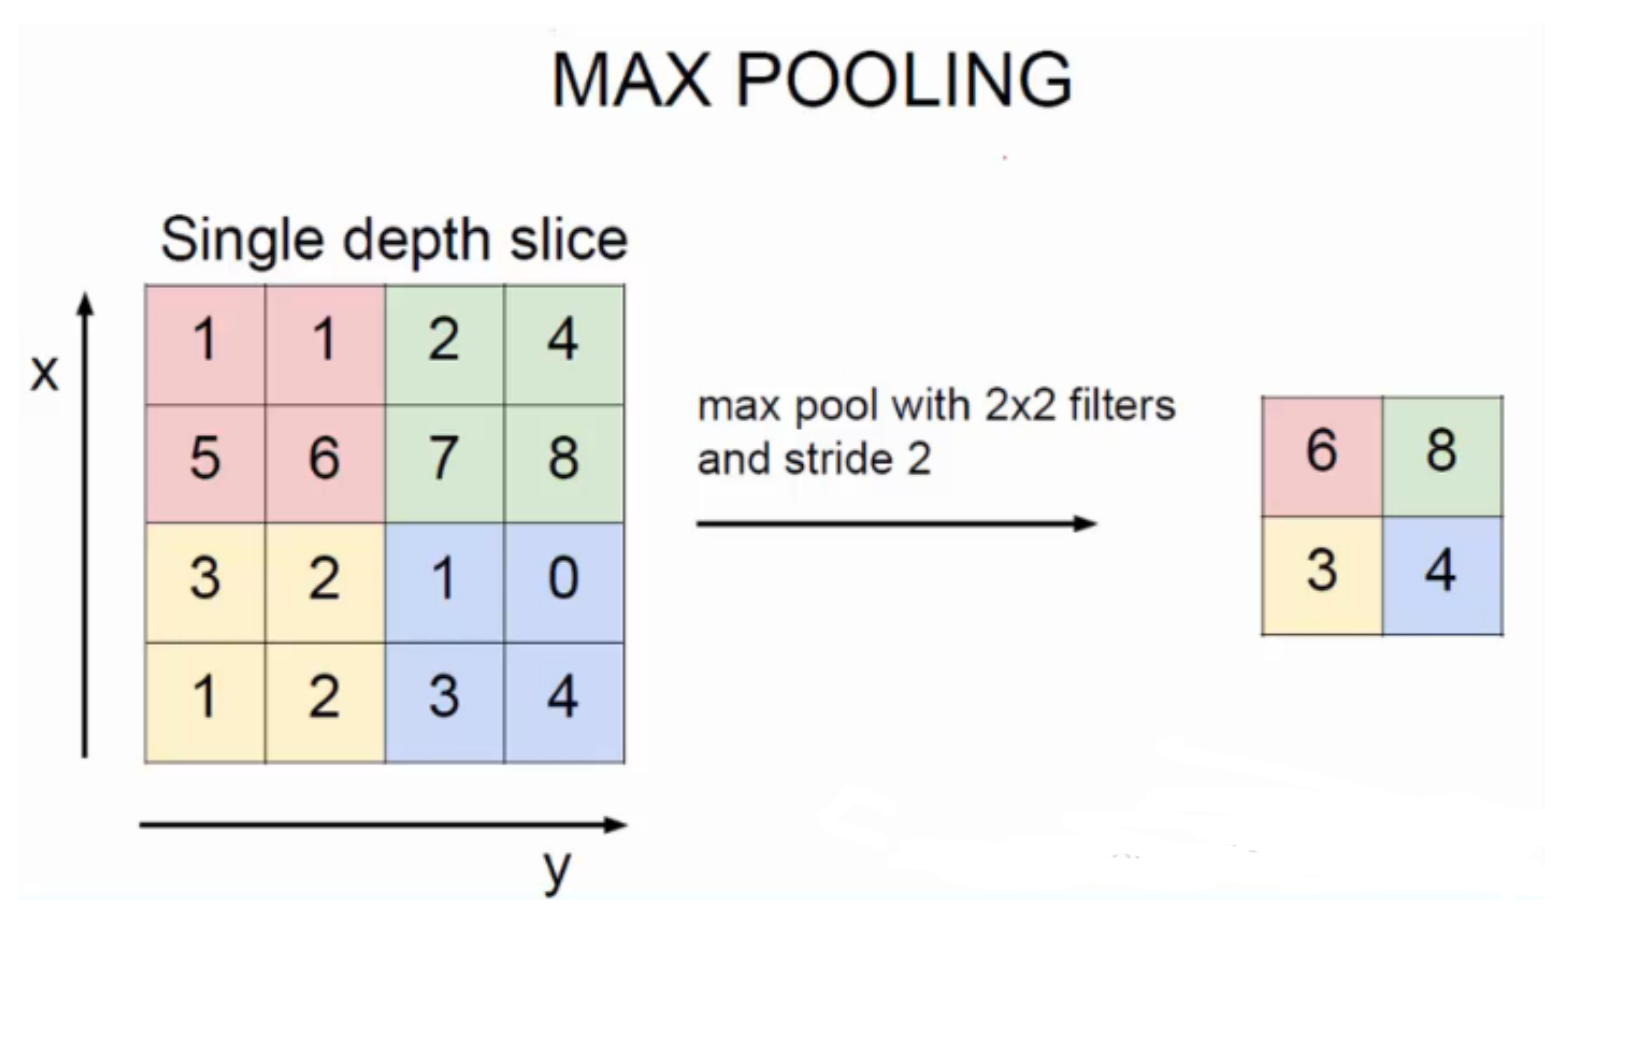 MAX POOLING
Single depth slice
x
1 1 2 4
5 6 7 8
3 2 1 0
1 2 3 4
y
max pool with 2x2 filters
and stride 2
6 8
3 4